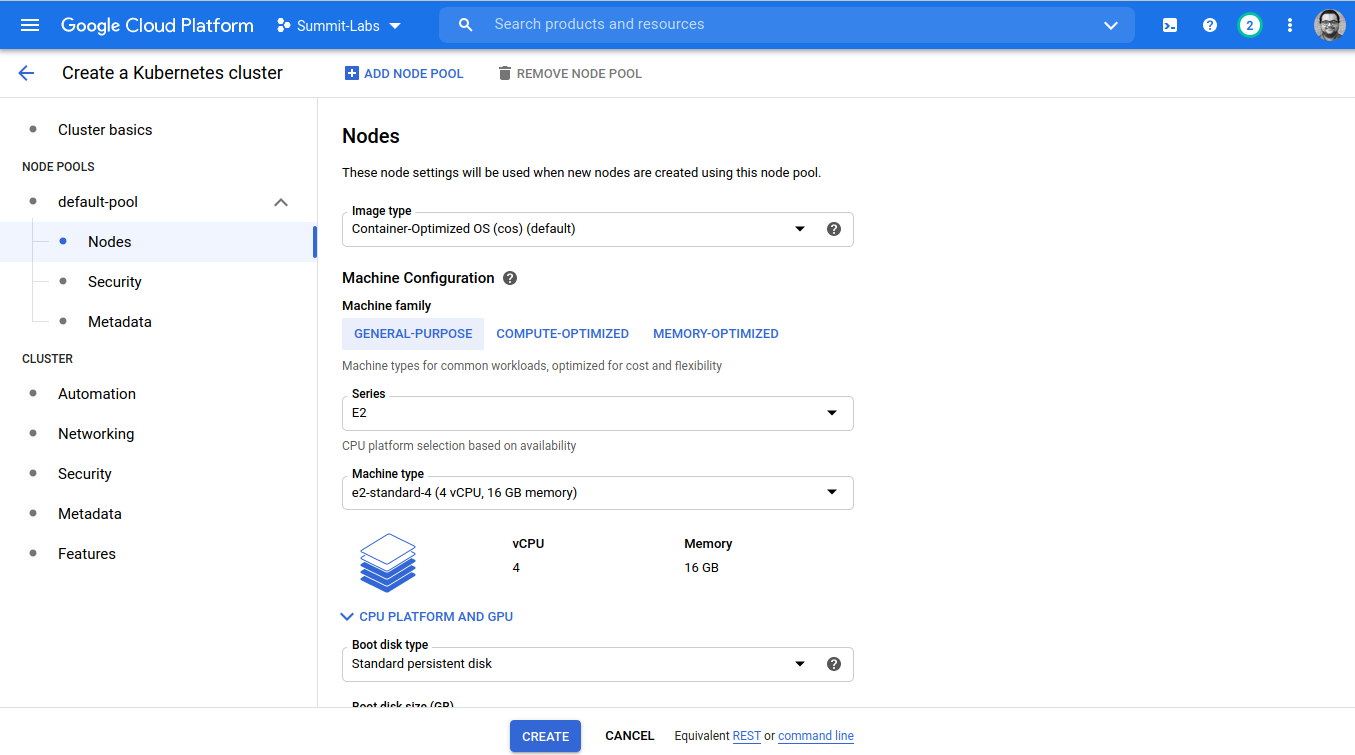 Google Cloud Platform
Summit-Labs
Search products and resources
2
Create a Kubernetes cluster
ADD NODE POOL
REMOVE NODE POOL
Cluster basics
NODE POOLS
default-pool
Nodes
Security
Metadata
CLUSTER
Automation
Networking
Security
Metadata
Features
Nodes
These node settings will be used when new nodes are created using this node pool.
Image type
Container-Optimized OS (cos) (default)
Machine Configuration
Machine family
GENERAL-PURPOSE COMPUTE-OPTIMIZED MEMORY-OPTIMIZED
Machine types for common workloads, optimized for cost and flexibility
Series
E2
CPU platform selection based on availability
Machine type
e2-standard-4 (4 vCPU, 16 GB memory)
vCPU Memory
4 16 GB
CPU PLATFORM AND GPU
Boot disk type
Standard persistent disk
Boot disk size (GB)
CREATE CANCEL Equivalent REST or command line